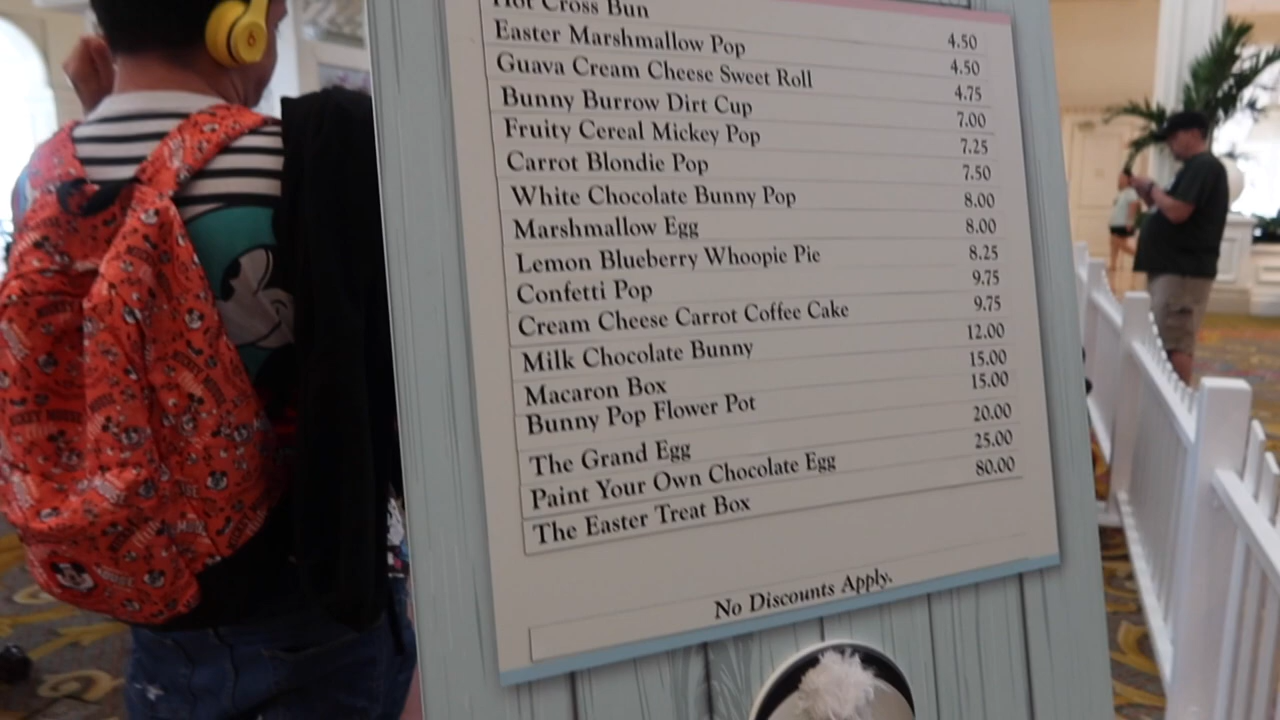 Hot Cross Bun 4.50
Easter Marshmallow Pop 4.50
Guava Cream Cheese Sweet Roll 4.75
Bunny Burrow Dirt Cup 7.00
Fruity Cereal Mickey Pop 7.25
Carrot Blondie Pop 7.50
White Chocolate Bunny Pop 8.00
Marshmallow Egg 8.00
Lemon Blueberry Whoopie Pie 8.25
Confetti Pop 9.75
Cream Cheese Carrot Coffee Cake 9.75
Milk Chocolate Bunny 12.00
Macaron Box 15.00
Bunny Pop Flower Pot 15.00
The Grand Egg 20.00
Paint Your Own Chocolate Egg 25.00
The Easter Treat Box 80.00
No Discounts Apply.